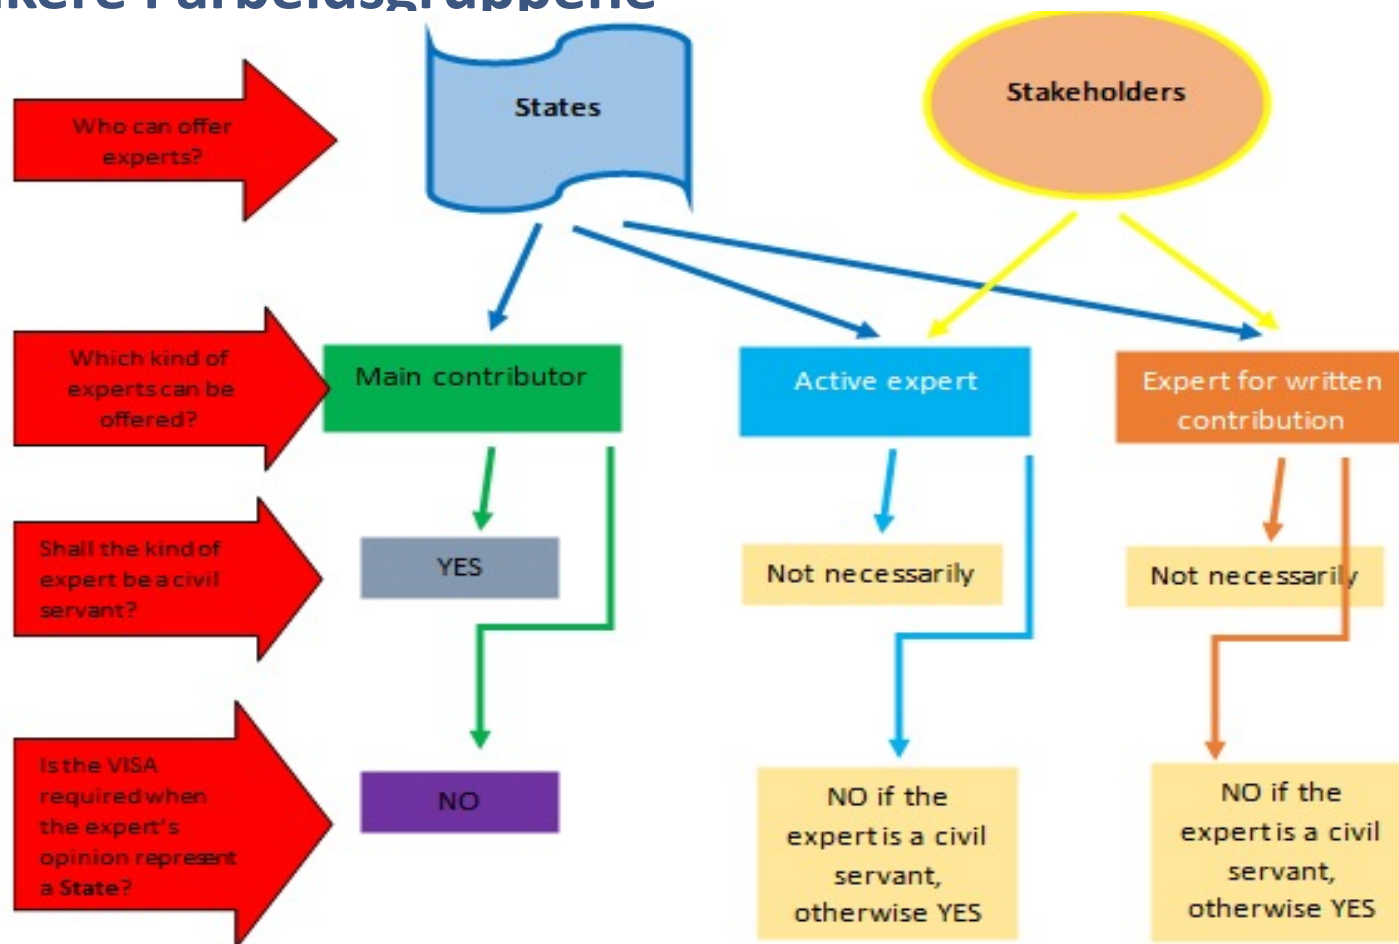 States
Stakeholders
Who can offer
experts?
Which kind of
experts can be
offered?
Main contributor
Active expert
Expert for written
contribution
Shall the kind of
expert be a civil
servant?
YES
Not necessarily
Not necessarily
Is the VISA
required when
the expert's
opinion represent
a State?
NO
NO if the
expert is a civil
servant,
otherwise YES
NO if the
expert is a civil
servant,
otherwise YES